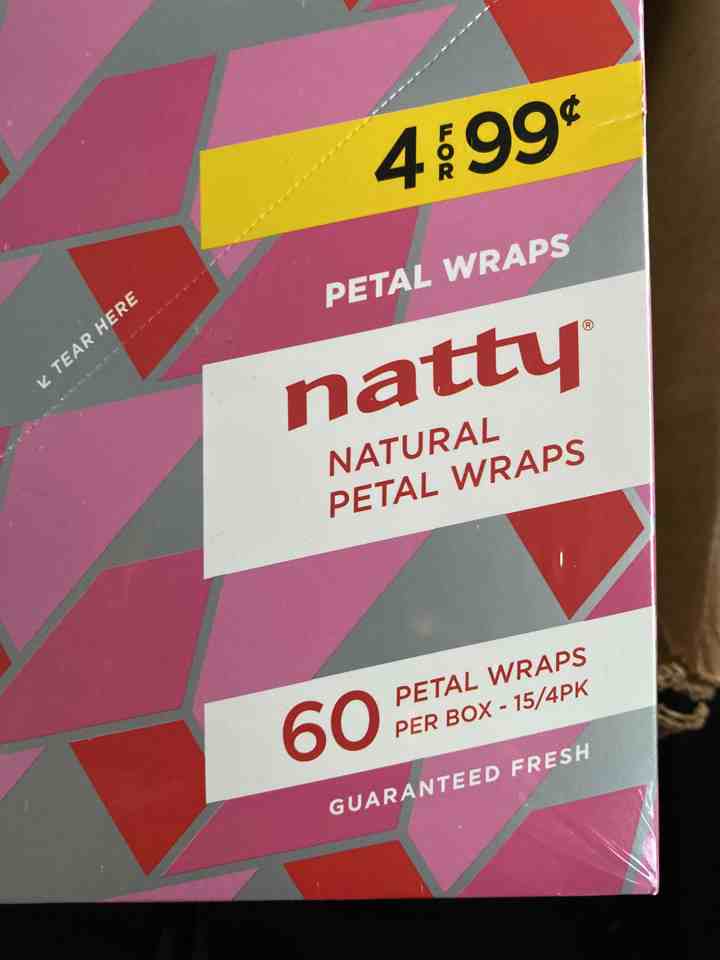 4 FOR 99¢
PETAL WRAPS
↙ TEAR HERE
natty®
NATURAL
PETAL WRAPS
60 PETAL WRAPS
PER BOX - 15/4PK
GUARANTEED FRESH